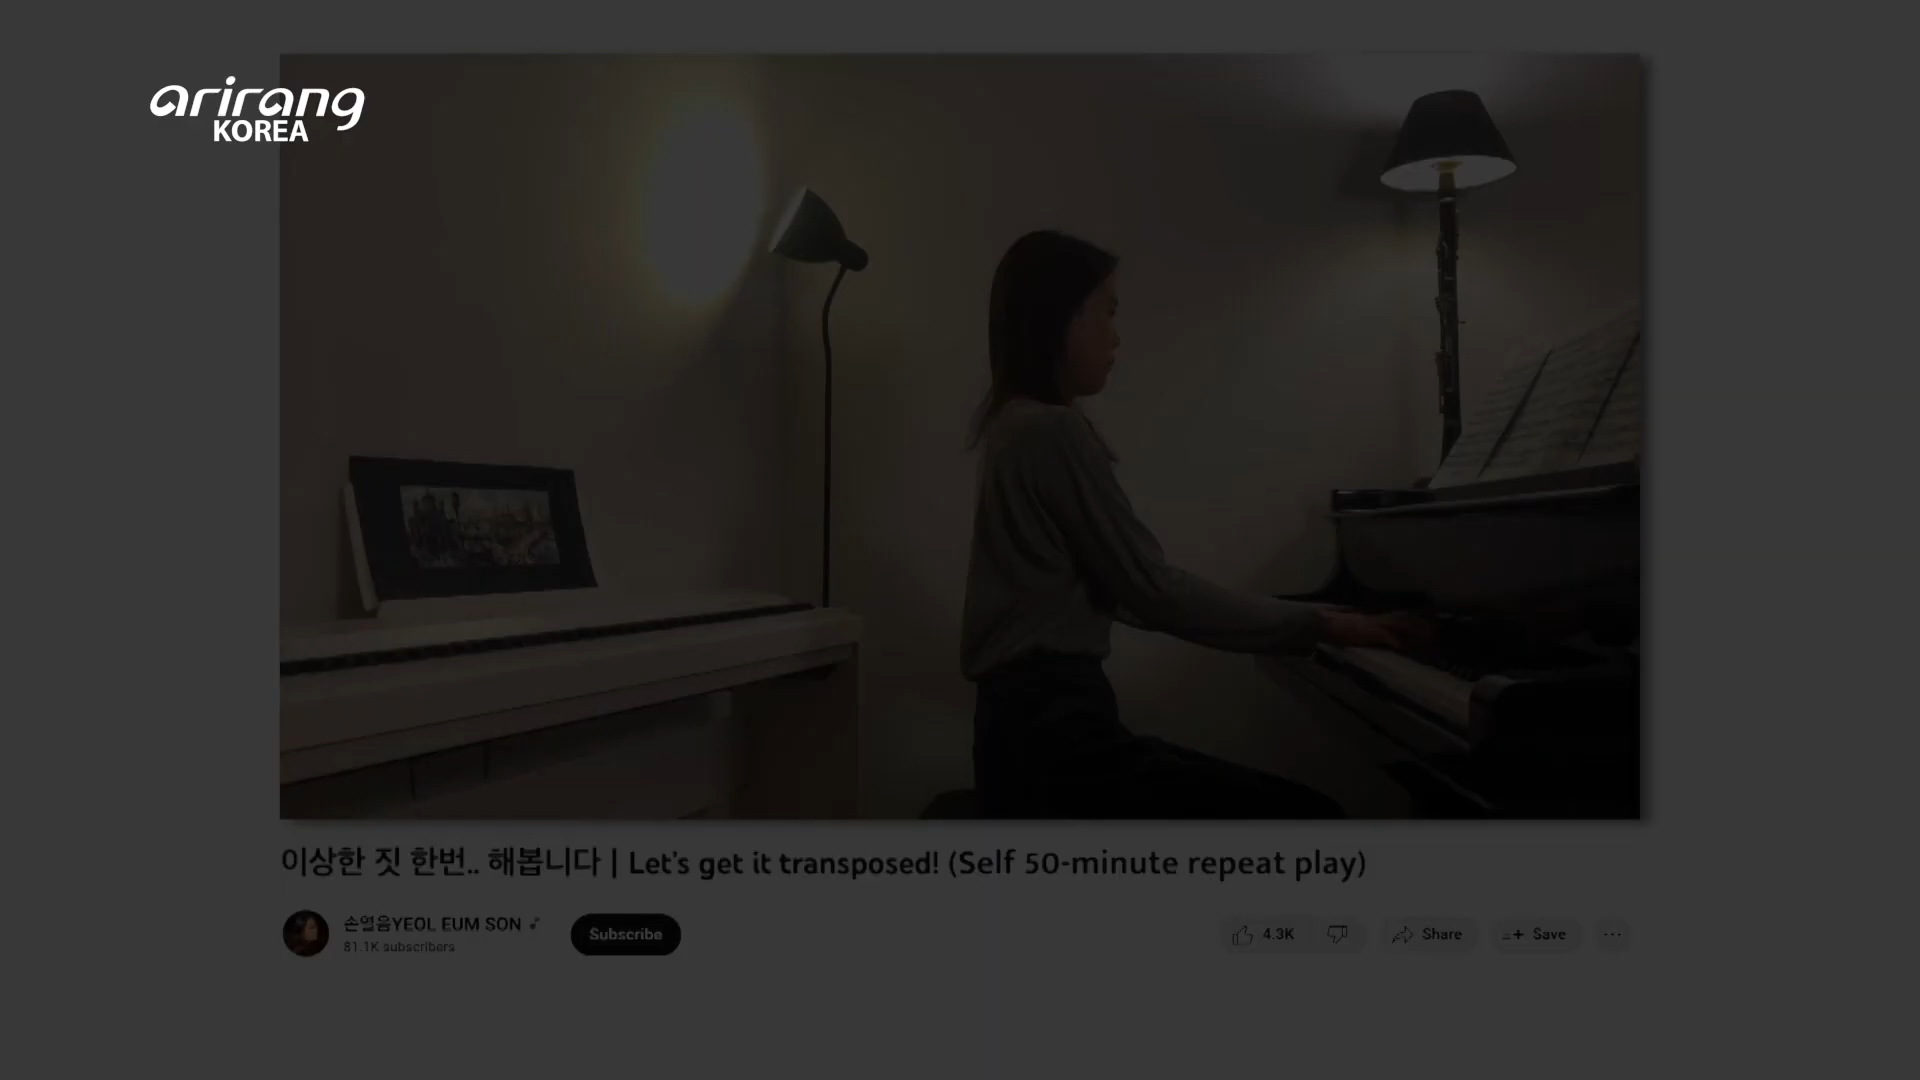 arirang
KOREA
이상한 짓 한번.. 해봅니다 | Let's get it transposed! (Self 50-minute repeat play)
손열음YEOL EUM SON
81.1K subscribers
Subscribe
4.3K
Share
Save